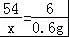 54/x = 6/0.6g